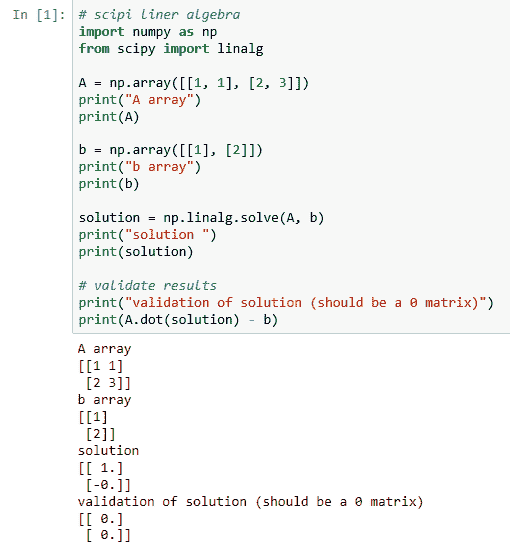 In [1]: # scipi liner algebra
import numpy as np
from scipy import linalg
A = np.array([[1, 1], [2, 3]])
print("A array")
print(A)
b = np.array([[1], [2]])
print("b array")
print(b)
solution = np.linalg.solve(A, b)
print("solution ")
print(solution)
# validate results
print("validation of solution (should be a 0 matrix)")
print(A.dot(solution) - b)
A array
[[1 1]
 [2 3]]
b array
[[1]
 [2]]
solution
[[ 1.]
 [-0.]]
validation of solution (should be a 0 matrix)
[[ 0.]
 [ 0.]]